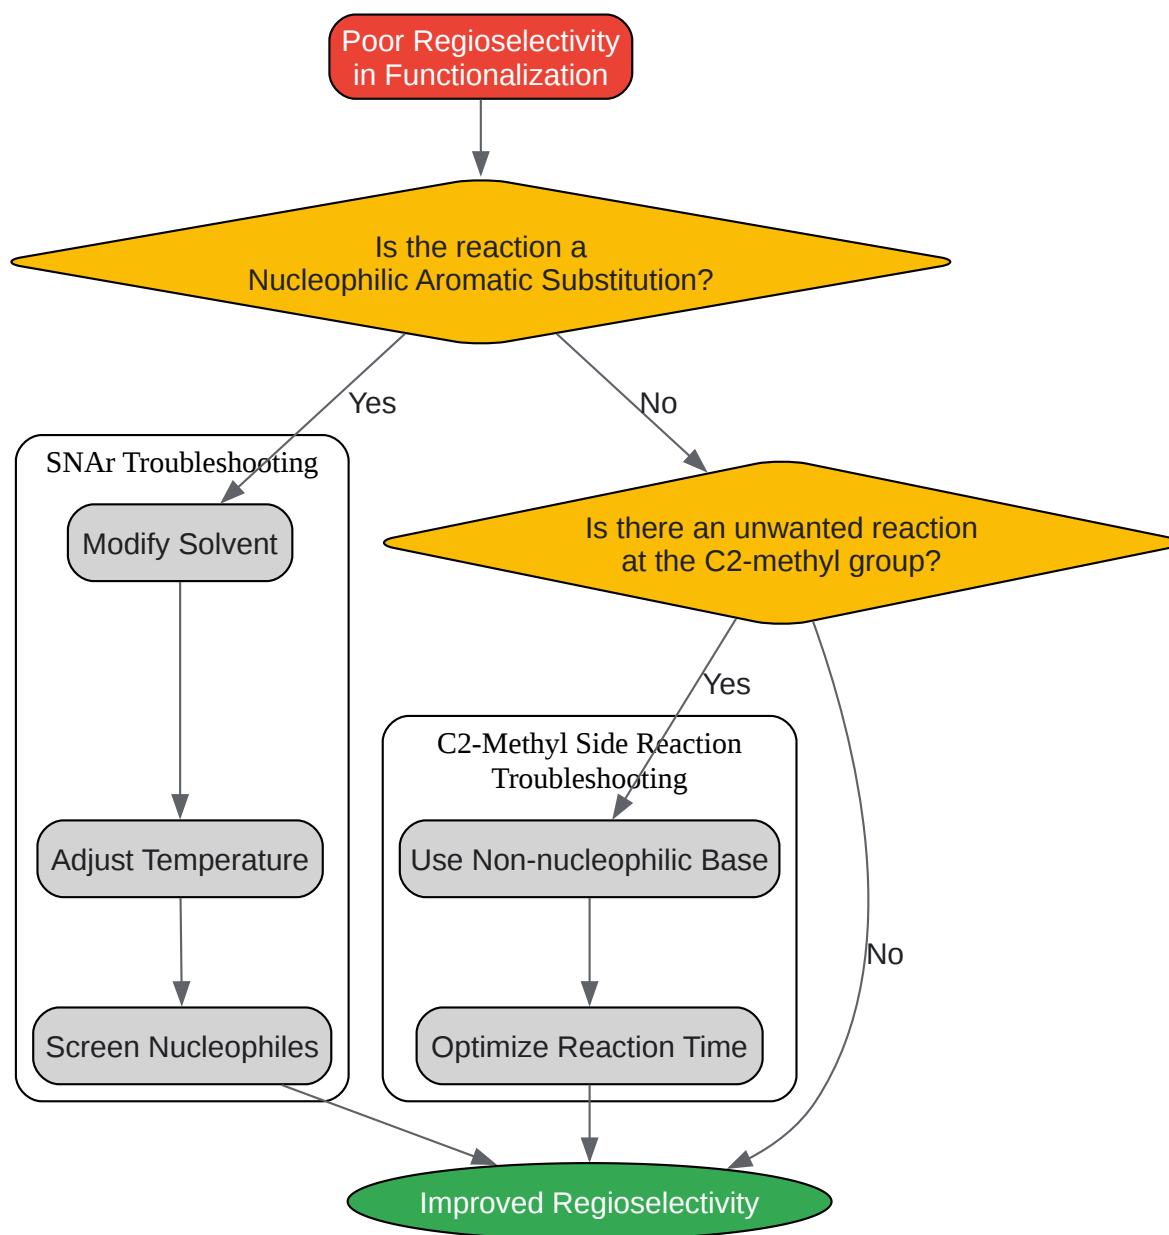 Poor Regioselectivity
in Functionalization
Is the reaction a
Nucleophilic Aromatic Substitution?
Yes
No
SNAr Troubleshooting
Modify Solvent
Is there an unwanted reaction
at the C2-methyl group?
Yes
C2-Methyl Side Reaction
Troubleshooting
Adjust Temperature
Use Non-nucleophilic Base
No
Screen Nucleophiles
Optimize Reaction Time
Improved Regioselectivity